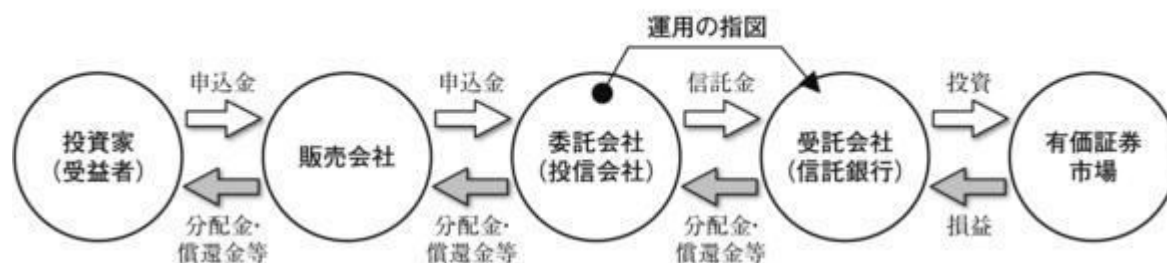 運用の指図
申込金
申込金
信託金
投資
投資家
(受益者)
販売会社
委託会社
(投信会社)
受託会社
(信託銀行)
有価証券
市場
分配金・
償還金等
分配金・
償還金等
分配金・
償還金等
損益